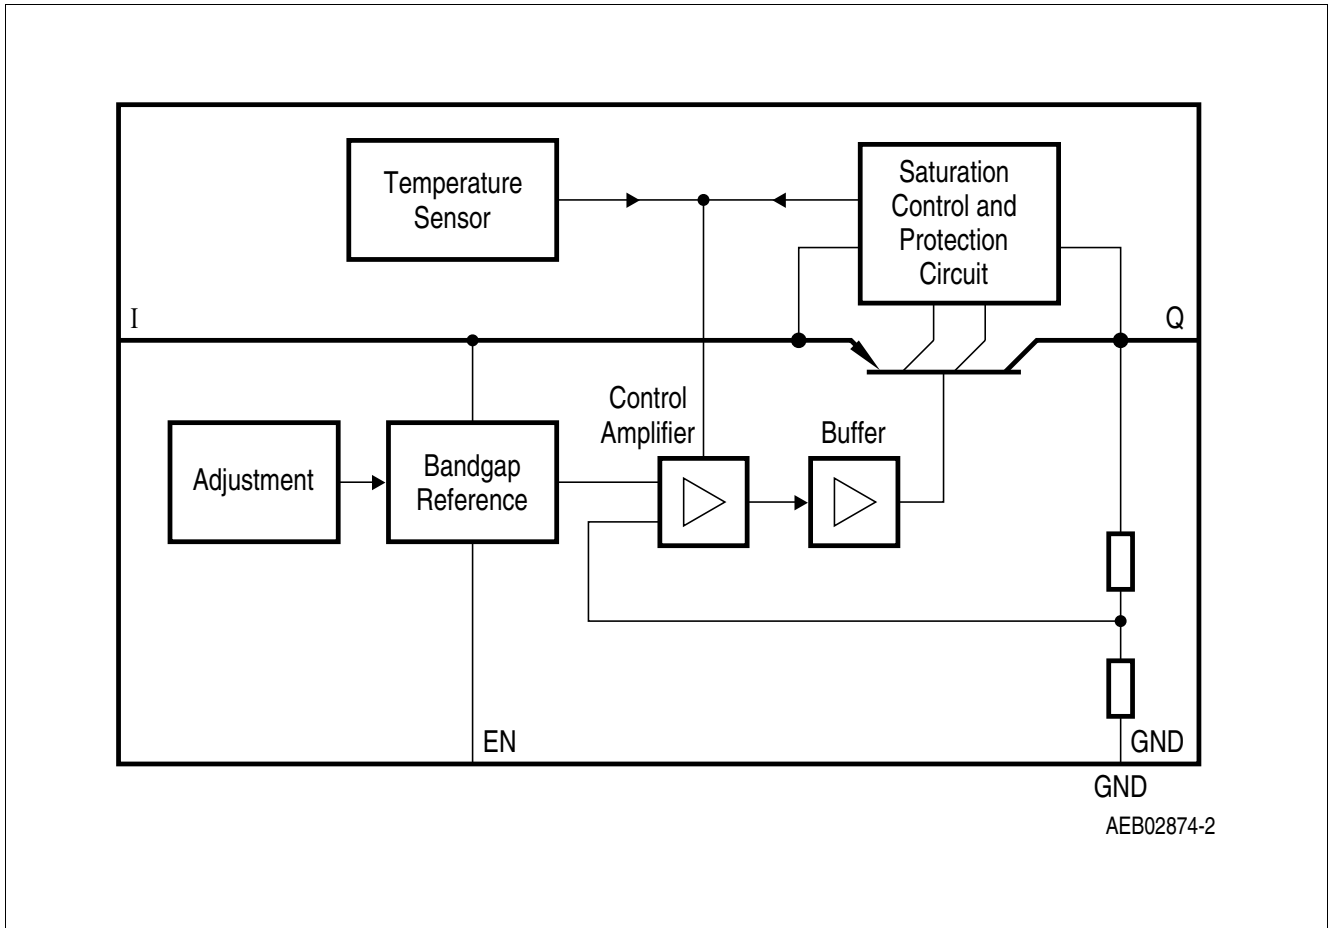 Temperature
Sensor
Saturation
Control and
Protection
Circuit
I
Q
Control
Amplifier
Buffer
Adjustment
Bandgap
Reference
EN
GND
GND
AEB02874-2